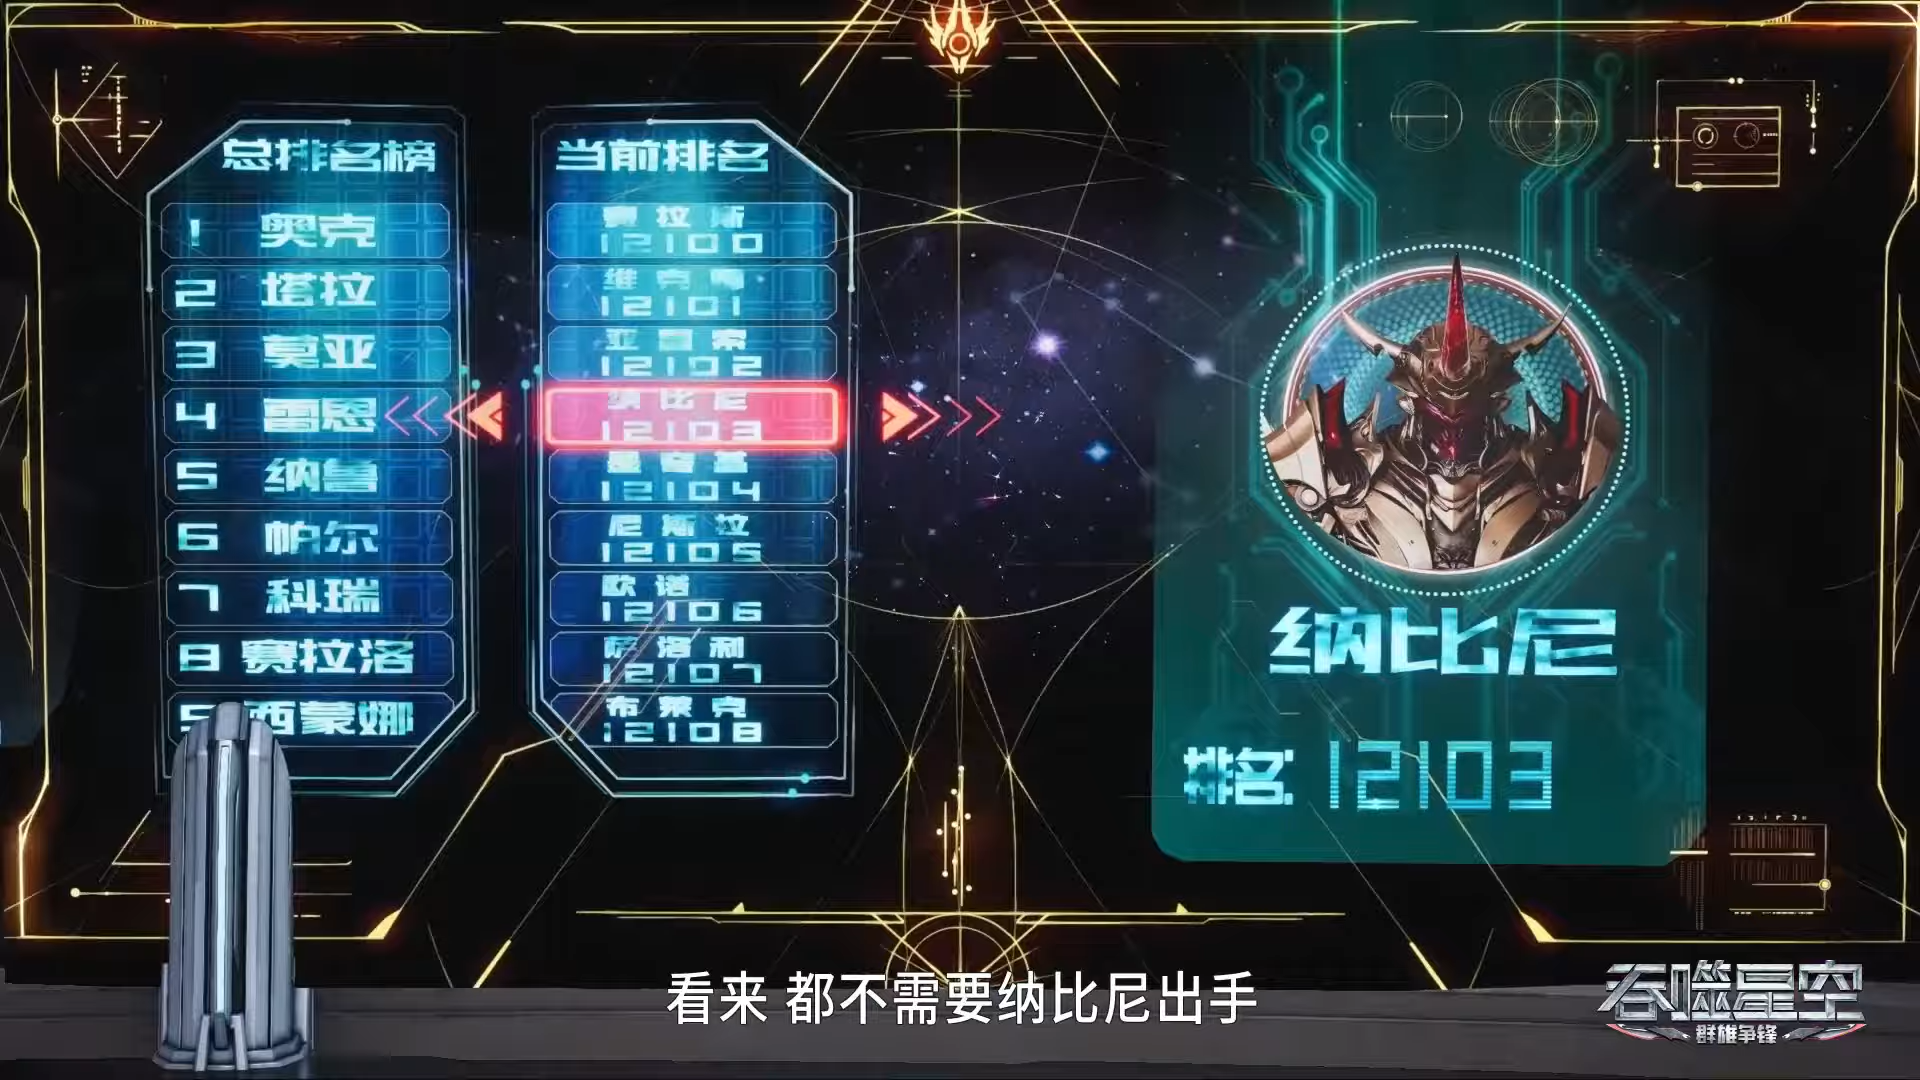 总排名榜
1 奥克
2 塔拉
3 莫亚
4 雷恩
5 纳鲁
6 帕尔
7 科瑞
8 赛拉洛
西蒙娜
当前排名
赛拉斯
12100
维克
12101
亚
12102
纳比尼
12103
12104
尼斯拉
12105
欧诺
12106
萨洛利
12107
布莱克
12108
纳比尼
排名: 12103
看来 都不需要纳比尼出手
吞噬星空
群雄争锋